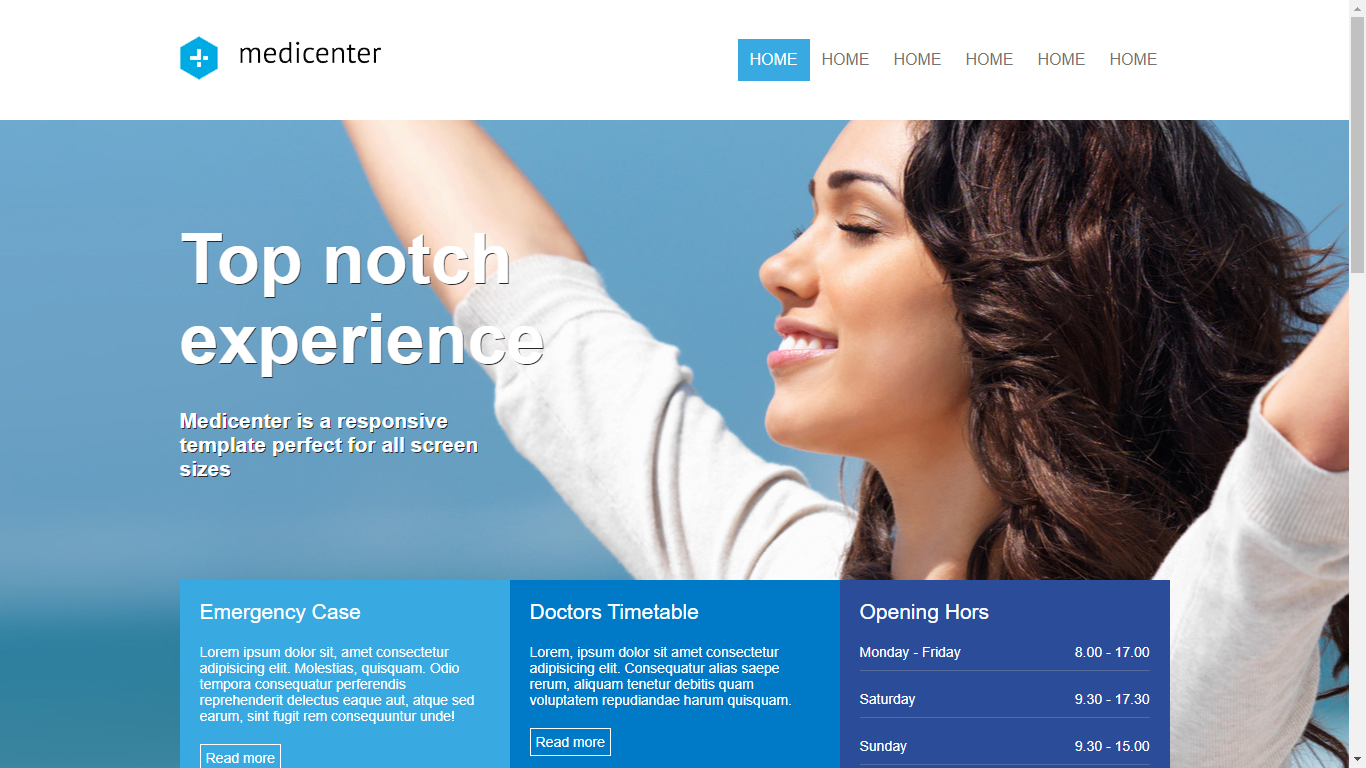 medicenter
HOME HOME HOME HOME HOME HOME
Top notch
experience
Medicenter is a responsive
template perfect for all screen
sizes
Emergency Case
Lorem ipsum dolor sit, amet consectetur
adipisicing elit. Molestias, quisquam. Odio
tempora consequatur perferendis
reprehenderit delectus eaque aut, atque sed
earum, sint fugit rem consequuntur unde!
Read more
Doctors Timetable
Lorem, ipsum dolor sit amet consectetur
adipisicing elit. Consequatur alias saepe
rerum, aliquam tenetur debitis quam
voluptatem repudiandae harum quisquam.
Read more
Opening Hors
Monday - Friday 8.00 - 17.00
Saturday 9.30 - 17.30
Sunday 9.30 - 15.00